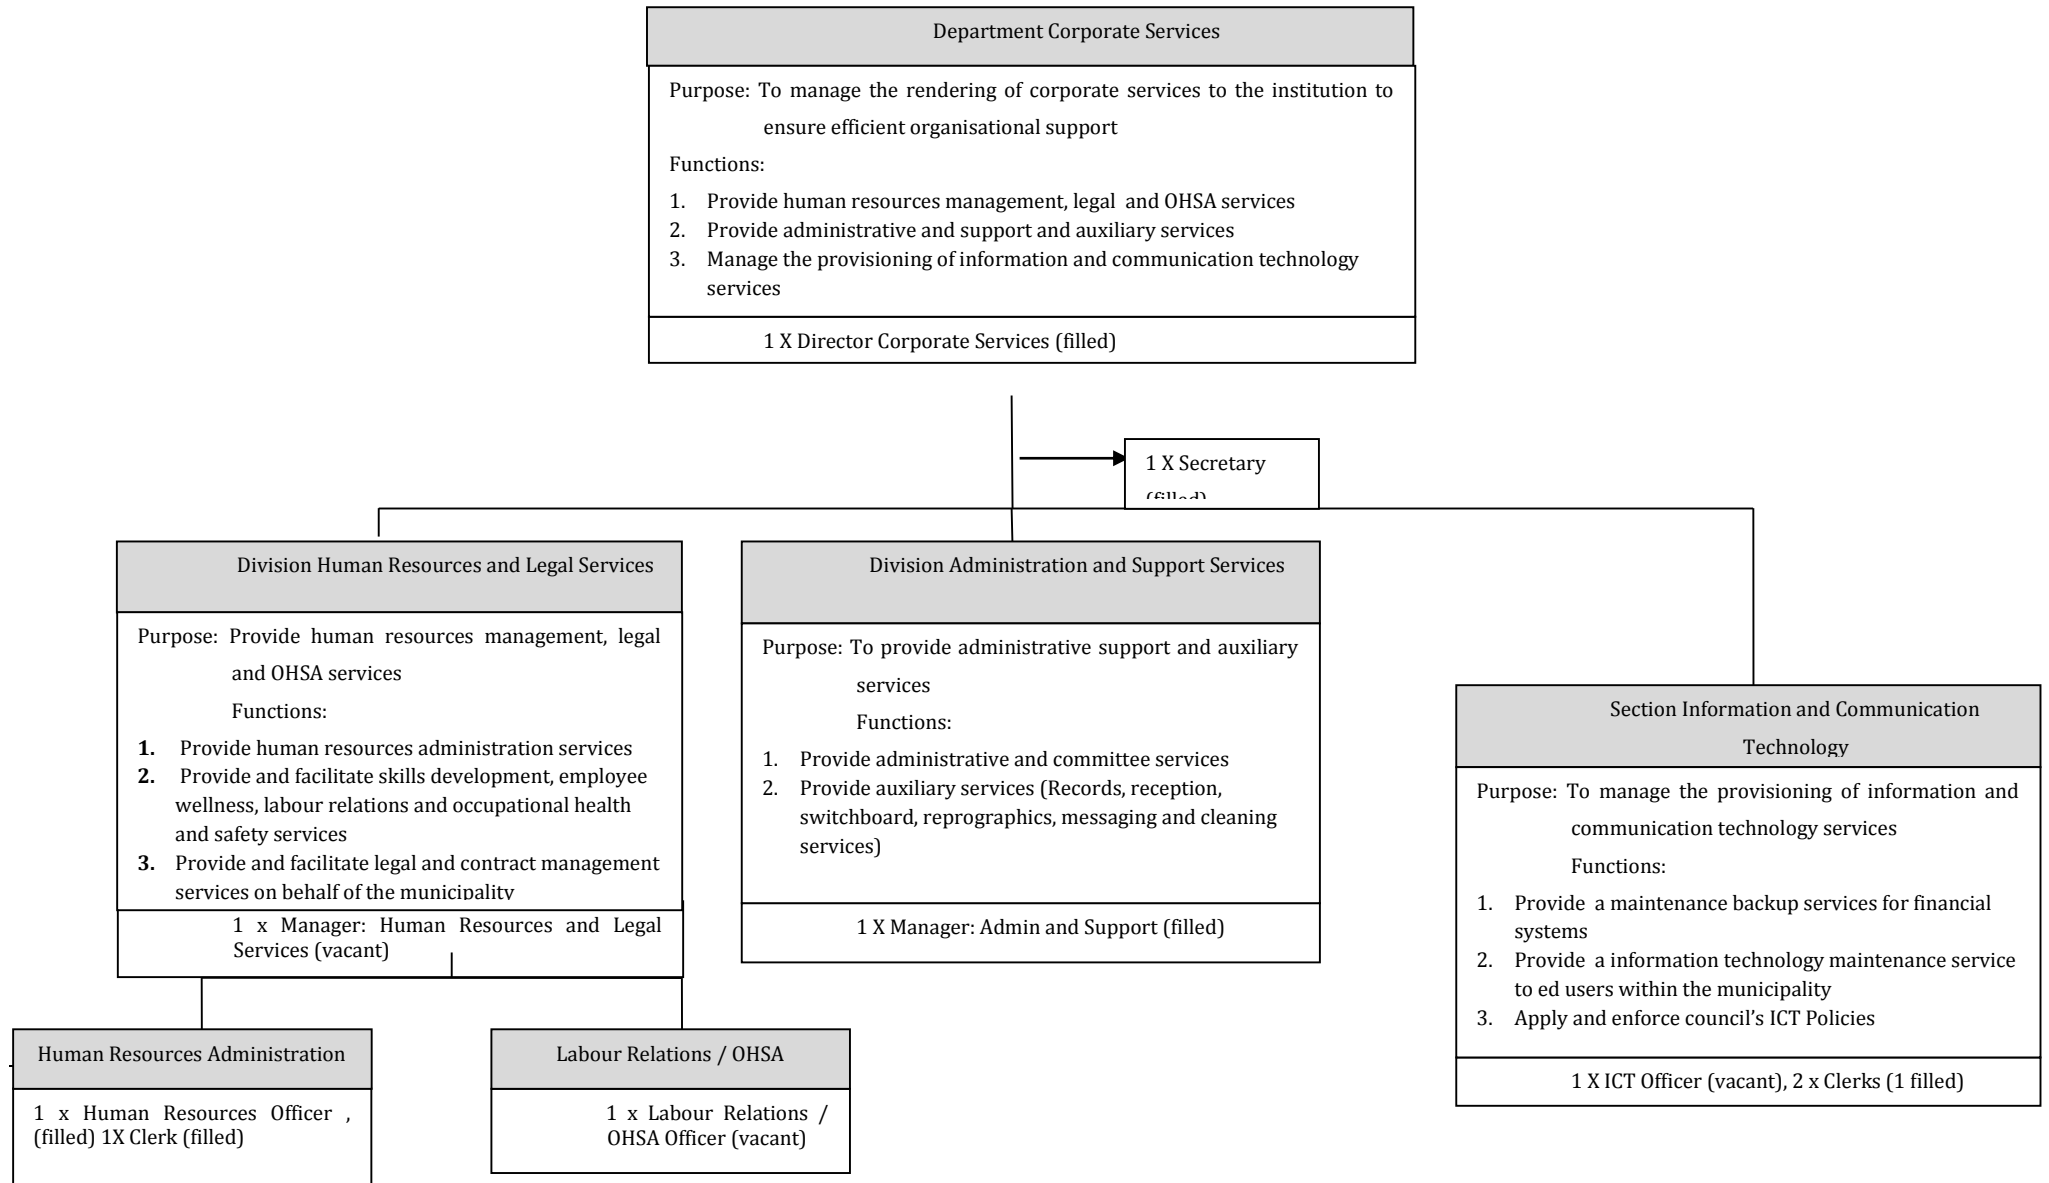 Department Corporate Services
Purpose: To manage the rendering of corporate services to the institution to
ensure efficient organisational support
Functions:
1. Provide human resources management, legal and OHSA services
2. Provide administrative and support and auxiliary services
3. Manage the provisioning of information and communication technology
services
1 X Director Corporate Services (filled)
1 X Secretary
(filled)
Division Human Resources and Legal Services
Purpose: Provide human resources management, legal
and OHSA services
Functions:
1. Provide human resources administration services
2. Provide and facilitate skills development, employee
wellness, labour relations and occupational health
and safety services
3. Provide and facilitate legal and contract management
services on behalf of the municipality
1 x Manager: Human Resources and Legal
Services (vacant)
Division Administration and Support Services
Purpose: To provide administrative support and auxiliary
services
Functions:
1. Provide administrative and committee services
2. Provide auxiliary services (Records, reception,
switchboard, reprographics, messaging and cleaning
services)
1 X Manager: Admin and Support (filled)
Section Information and Communication
Technology
Purpose: To manage the provisioning of information and
communication technology services
Functions:
1. Provide a maintenance backup services for financial
systems
2. Provide a information technology maintenance service
to ed users within the municipality
3. Apply and enforce council’s ICT Policies
1 X ICT Officer (vacant), 2 x Clerks (1 filled)
Human Resources Administration
1 x Human Resources Officer ,
(filled) 1X Clerk (filled)
Labour Relations / OHSA
1 x Labour Relations /
OHSA Officer (vacant)